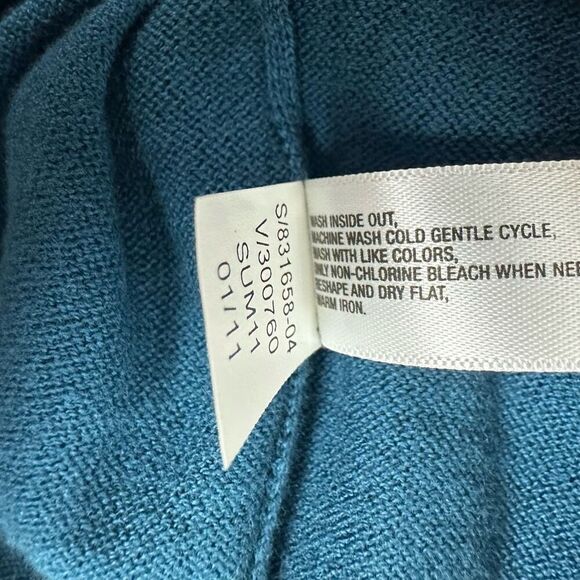 S/831658-04
V/300760
SUM11
01/11
WASH INSIDE OUT,
MACHINE WASH COLD GENTLE CYCLE,
WASH WITH LIKE COLORS,
ONLY NON-CHLORINE BLEACH WHEN NEE
RESHAPE AND DRY FLAT,
WARM IRON.